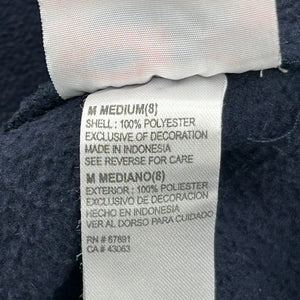 M MEDIUM(8)
SHELL : 100% POLYESTER
EXCLUSIVE OF DECORATION
MADE IN INDONESIA
SEE REVERSE FOR CARE
M MEDIANO(8)
EXTERIOR : 100% POLIESTER
EXCLUSIVO DE DECORACION
HECHO EN INDONESIA
VER AL DORSO PARA CUIDADO
RN # 67891
CA# 43063